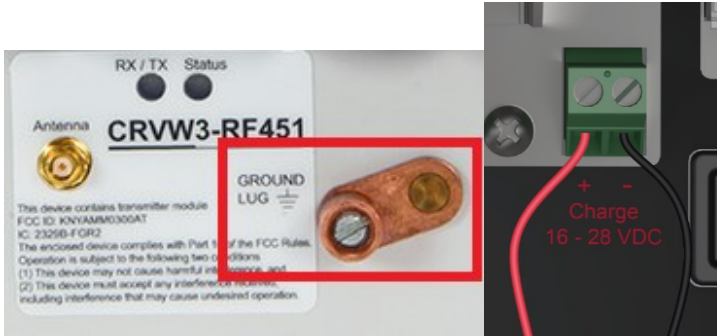 RX / TX Status
Antenna
CRVW3-RF451
GROUND
LUG
This device contains transmitter module
FCC ID: KNYAMM0300AT
IC: 2329B-FGR2
The enclosed device complies with Part of the FCC Rules.
Operation is subject to the following two conditions
(1) This device may not cause harmful interference, and
(2) This device must accept any interference received,
including interference that may cause undesired operation.
+ -
Charge
16 - 28 VDC